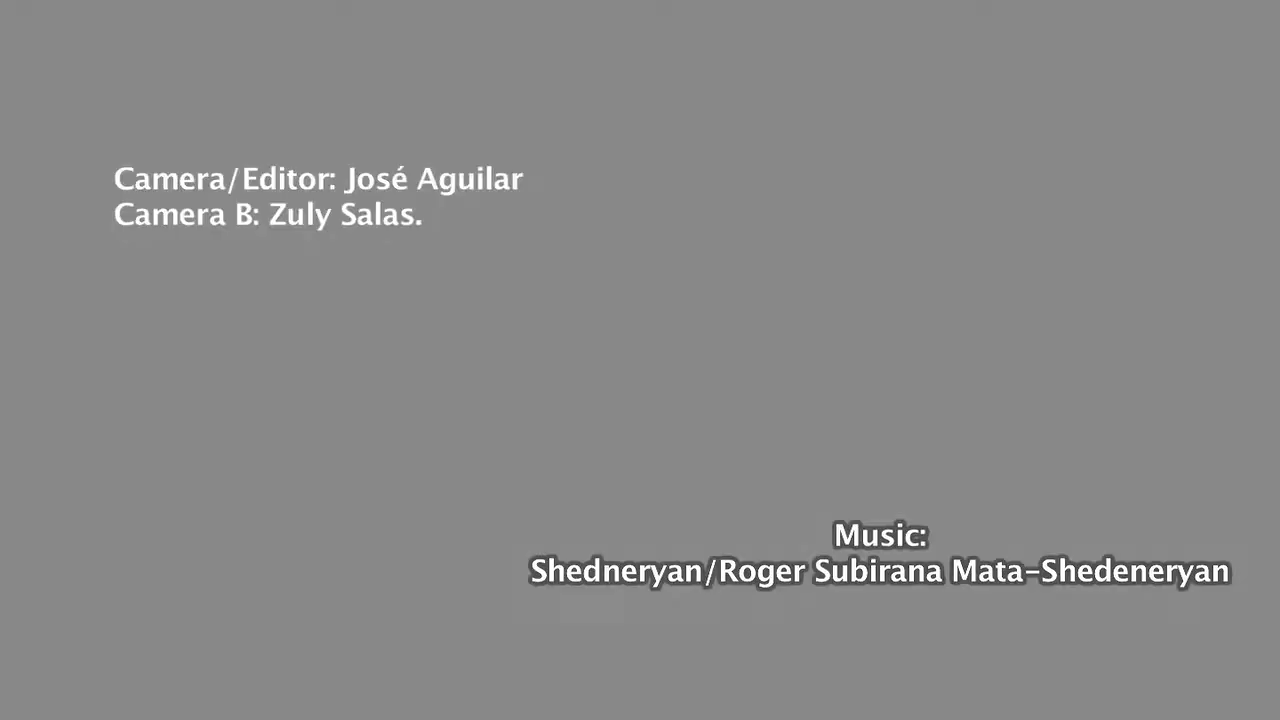 Camera/Editor: José Aguilar
Camera B: Zuly Salas.
Music:
Shedneryan/Roger Subirana Mata-Shedeneryan